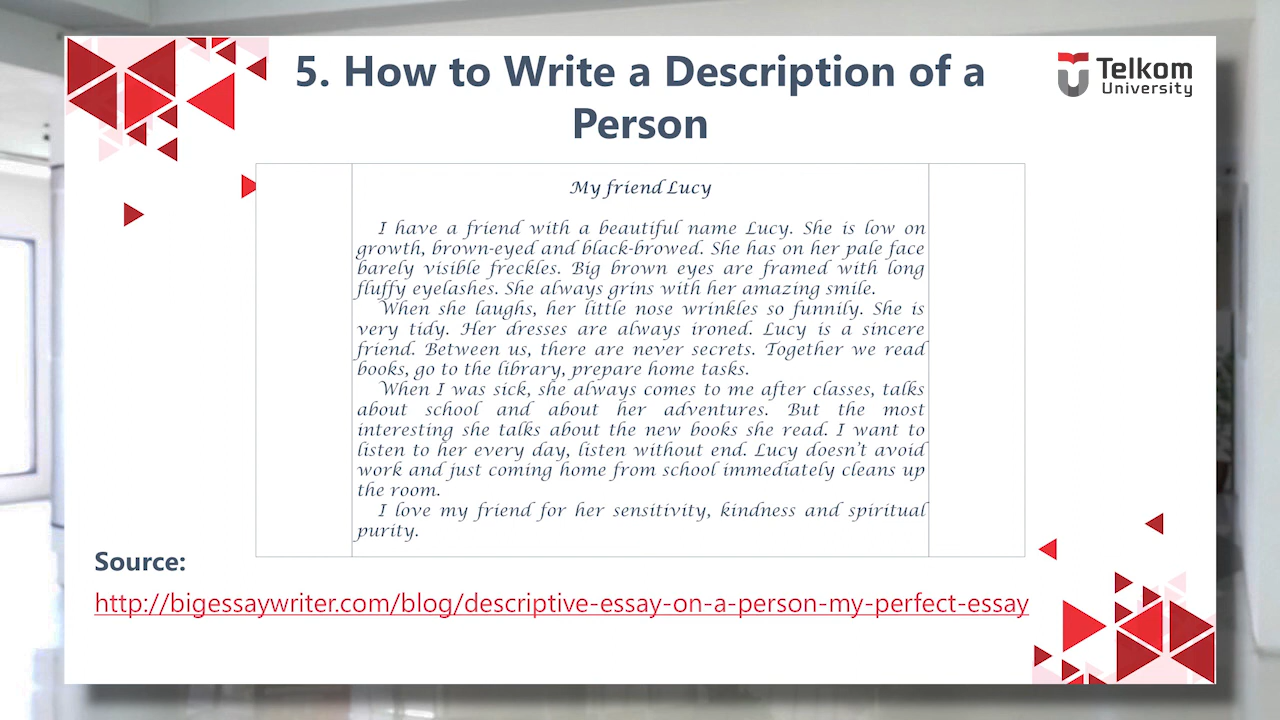 5. How to Write a Description of a
Person
Telkom
University
My friend Lucy
I have a friend with a beautiful name Lucy. She is low on
growth, brown-eyed and black-browed. She has on her pale face
barely visible freckles. Big brown eyes are framed with long
fluffy eyelashes. She always grins with her amazing smile.
When she laughs, her little nose wrinkles so funnily. She is
very tidy. Her dresses are always ironed. Lucy is a sincere
friend. Between us, there are never secrets. Together we read
books, go to the library, prepare home tasks.
When I was sick, she always comes to me after classes, talks
about school and about her adventures. But the most
interesting she talks about the new books she read. I want to
listen to her every day, listen without end. Lucy doesn't avoid
work and just coming home from school immediately cleans up
the room.
I love my friend for her sensitivity, kindness and spiritual
purity.
Source:
http://bigessaywriter.com/blog/descriptive-essay-on-a-person-my-perfect-essay